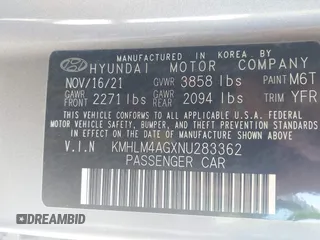 MANUFACTURED IN KOREA BY
HYUNDAI MOTOR COMPANY
NOV/16/21 GVWR 3858 lbs PAINT M6T
GAWR FRONT 2271 lbs GAWR REAR 2094 lbs TRIM YFR
THIS VEHICLE CONFORMS TO ALL APPLICABLE
U.S. FEDERAL MOTOR VEHICLE SAFETY, BUMPER,
AND THEFT PREVENTION STANDARDS IN EFFECT
ON THE DATE OF MANUFACTURE SHOWN ABOVE.
V.I.N KMHLM4AGXNU283362
PASSENGER CAR
DREAMBID